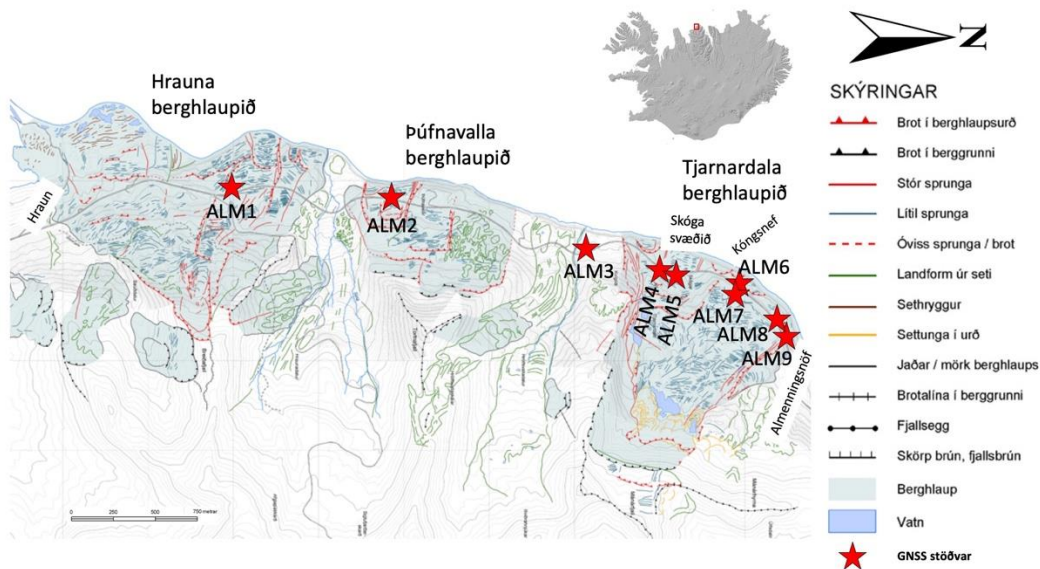 Hrauna
berghlaupið
Þúfnavalla
berghlaupið
Tjarnardala
berghlaupið
Skóga
svæðið
Kóngsnef
Hraun
ALM1
ALM2
ALM3
ALM4
ALM5
ALM6
ALM7
ALM8
ALM9
Almenningsnöf
0
250
500
750 metrar
N
SKÝRINGAR
Brot í berghlaupsurð
Brot í berggrunni
Stór sprunga
Lítil sprunga
Óviss sprunga / brot
Landform úr seti
Sethryggur
Settunga í urð
Jaðar / mörk berghlaups
Brotalína í berggrunni
Fjallsegg
Skörp brún, fjallsbrún
Berghlaup
Vatn
GNSS stöðvar